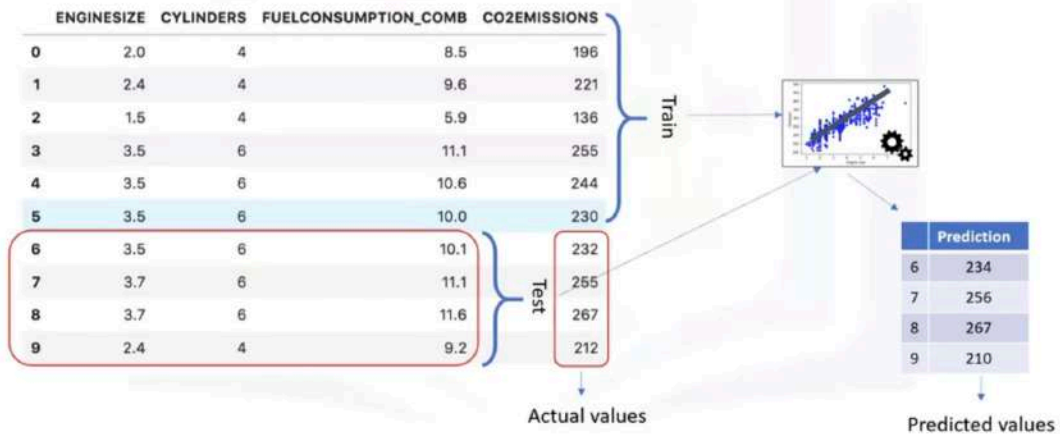 ENGINESIZE CYLINDERS FUELCONSUMPTION_COMB CO2EMISSIONS
0 2.0 4 8.5 196
1 2.4 4 9.6 221
2 1.5 4 5.9 136
3 3.5 6 11.1 255
4 3.5 6 10.6 244
5 3.5 6 10.0 230
6 3.5 6 10.1 232
7 3.7 6 11.1 255
8 3.7 6 11.6 267
9 2.4 4 9.2 212
Train
Test
Actual values
Prediction
6 234
7 256
8 267
9 210
Predicted values